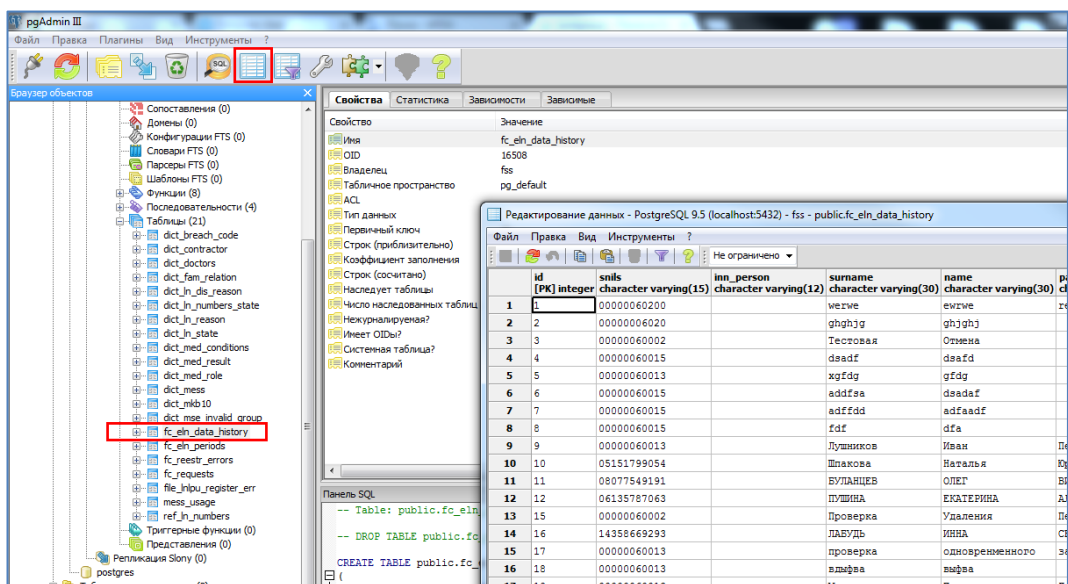 pgAdmin III
Файл Правка Плагины Вид Инструменты ?
SQL
Браузер объектов
Сопоставления (0)
Домены (0)
Конфигурации FTS (0)
Словари FTS (0)
Парсеры FTS (0)
Шаблоны FTS (0)
Функции (8)
Последовательности (4)
Таблицы (21)
dict_breach_code
dict_contractor
dict_doctors
dict_fam_relation
dict_ln_dis_reason
dict_ln_numbers_state
dict_ln_reason
dict_ln_state
dict_med_conditions
dict_med_result
dict_med_role
dict_mess
dict_mkb10
dict_mse_invalid_group
fc_eln_data_history
fc_eln_periods
fc_reestr_errors
fc_requests
file_lnlpu_register_err
mess_usage
ref_ln_numbers
Триггерные функции (0)
Представления (0)
Репликация Slony (0)
postgres
Свойства Статистика Зависимости Зависимые
Свойство Значение
Имя fc_eln_data_history
OID 16508
Владелец fss
Табличное пространство pg_default
ACL
Тип данных
Первичный ключ
Строк (приблизительно)
Коэффициент заполнения
Строк (сосчитано)
Наследует таблицы
Число наследованных таблиц
Нежурналируеная?
Имеет OIDы?
Системная таблица?
Комментарий
Панель SQL
-- Table: public.fc_eln
-- DROP TABLE public.fc
CREATE TABLE public.fc_
(
Редактирование данных - PostgreSQL 9.5 (localhost:5432) - fss - public.fc_eln_data_history
Файл Правка Вид Инструменты ?
Не ограничено
id snils inn_person surname name
[PK] integer character varying(15) character varying(12) character varying(30) character varying(30)
1 1 00000060200 werwe ewrwe
2 2 00000006020 ghghjg ghjghj
3 3 00000060002 Тестовая Отмена
4 4 00000060015 dsadf dsafd
5 5 00000060013 xgfdg gfdg
6 6 00000060015 addfsa dsadaf
7 7 00000060015 adffdd adfaadf
8 8 00000060015 fdf dfa
9 9 00000060013 Лушников Иван
10 10 05151799054 Шпакова Наталья
11 11 08077549191 БУЛАНЦЕВ ОЛЕГ
12 12 06135787063 ПУШИНА ЕКАТЕРИНА
13 15 00000060002 Проверка Удаления
14 16 14358669293 ЛАБУДЬ ИННА
15 17 00000060013 проверка одновренменного
16 18 00000060013 вдыфва выфва